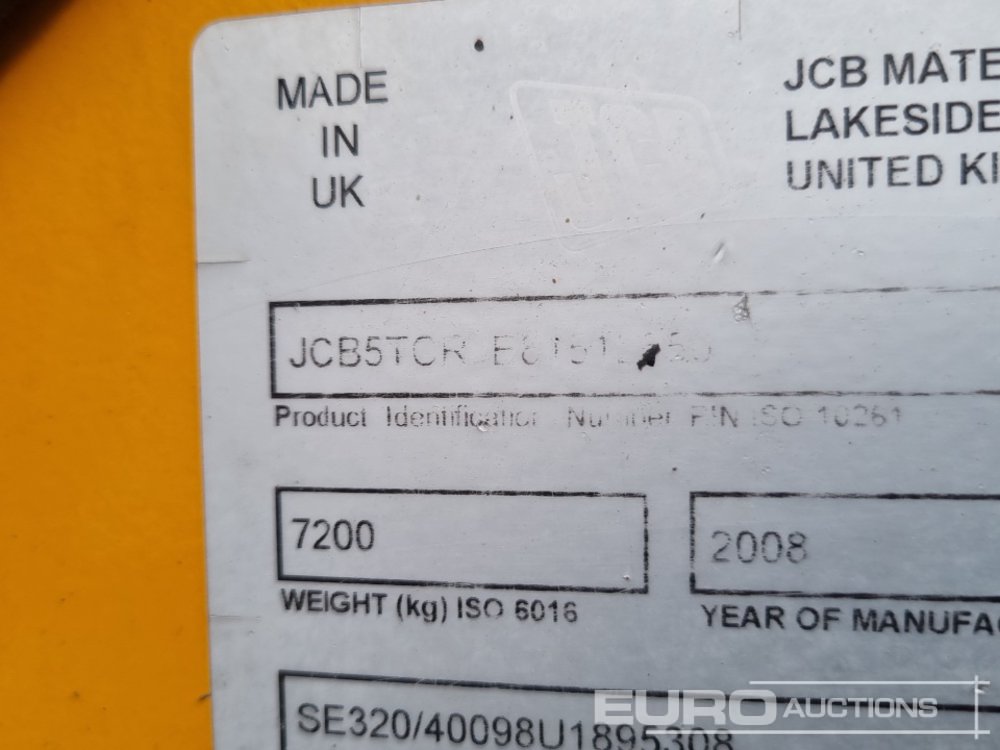 MADE
IN
UK
JCB MATE
LAKESIDE
UNITED KI
Product Identification Number PIN ISO 10261
7200
2008
WEIGHT (kg) ISO 6016
YEAR OF MANUFAC
SE320/40098U1895308
EURO AUCTIONS